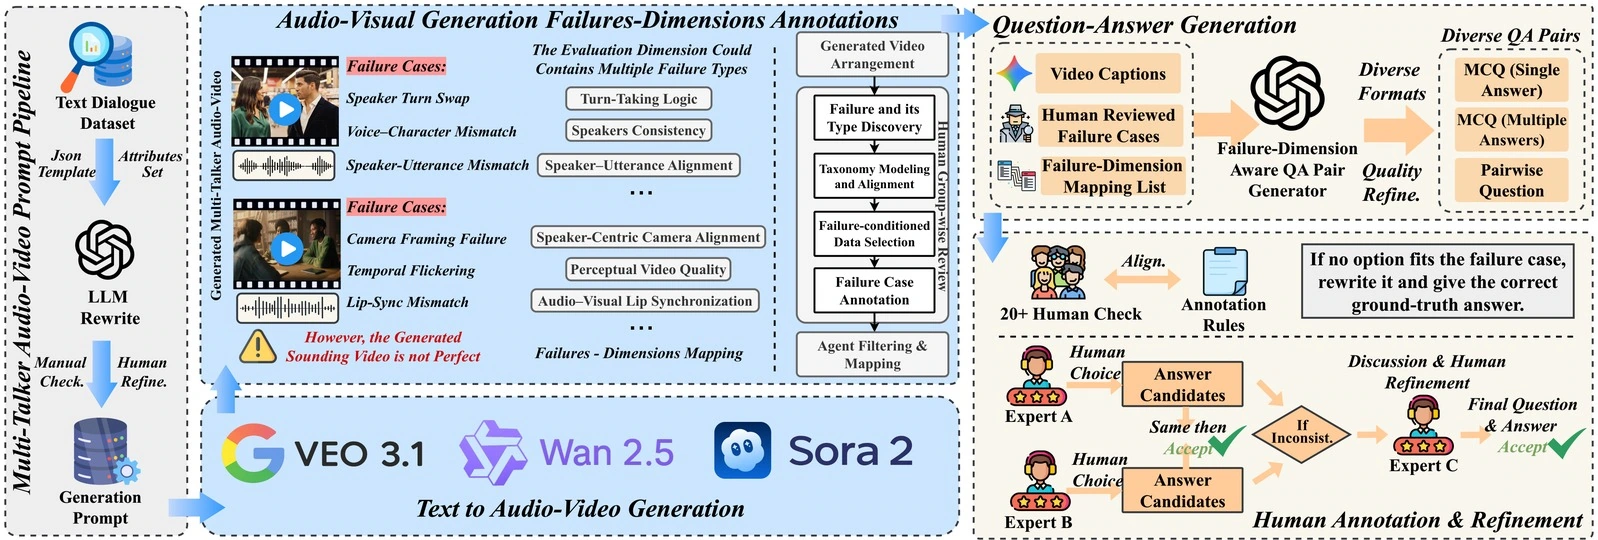 Multi-Talker Audio-Video Prompt Pipeline
Text Dialogue
Dataset
Json
Template
Attributes
Set
LLM
Rewrite
Manual
Check.
Human
Refine.
Generation
Prompt
Audio-Visual Generation Failures-Dimensions Annotations
Generated Multi-Talker Audio-Video
Failure Cases:
The Evaluation Dimension Could
Contains Multiple Failure Types
Speaker Turn Swap
Turn-Taking Logic
Voice–Character Mismatch
Speakers Consistency
Speaker-Utterance Mismatch
Speaker–Utterance Alignment
...
Failure Cases:
Camera Framing Failure
Speaker-Centric Camera Alignment
Temporal Flickering
Perceptual Video Quality
Lip-Sync Mismatch
Audio–Visual Lip Synchronization
...
However, the Generated
Sounding Video is not Perfect
Failures - Dimensions Mapping
Generated Video
Arrangement
Failure and its
Type Discovery
Taxonomy Modeling
and Alignment
Failure-conditioned
Data Selection
Failure Case
Annotation
Human Group-wise Review
Agent Filtering &
Mapping
VEO 3.1
Wan 2.5
Sora 2
Text to Audio-Video Generation
Question-Answer Generation
Video Captions
Human Reviewed
Failure Cases
Failure-Dimension
Mapping List
Failure-Dimension
Aware QA Pair
Generator
Diverse
Formats
Quality
Refine.
Diverse QA Pairs
MCQ (Single
Answer)
MCQ (Multiple
Answers)
Pairwise
Question
20+ Human Check
Align.
Annotation
Rules
If no option fits the failure case,
rewrite it and give the correct
ground-truth answer.
Expert A
Human
Choice
Answer
Candidates
Same then
Accept
Expert B
Human
Choice
Answer
Candidates
If
Inconsist.
Discussion & Human
Refinement
Expert C
Final Question
& Answer
Accept
Human Annotation & Refinement